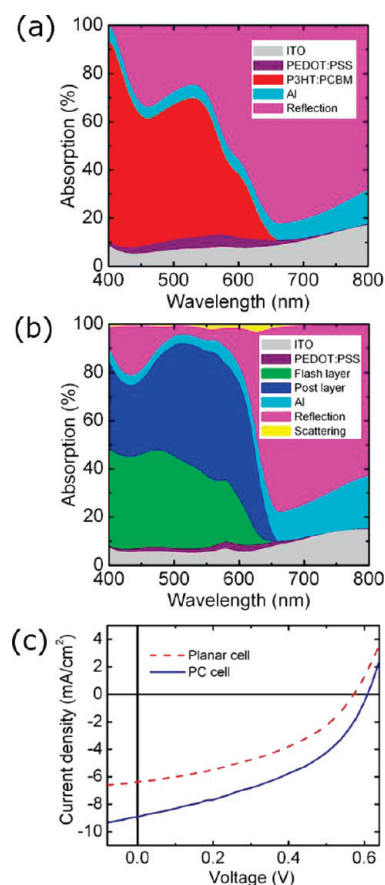 (a)
100
80
60
40
20
0
Absorption (%)
ITO
PEDOT:PSS
P3HT:PCBM
Al
Reflection
400 500 600 700 800
Wavelength (nm)
(b)
100
80
60
40
20
0
Absorption (%)
ITO
PEDOT:PSS
Flash layer
Post layer
Al
Reflection
Scattering
400 500 600 700 800
Wavelength (nm)
(c)
4
2
0
-2
-4
-6
-8
-10
Current density (mA/cm²)
Planar cell
PC cell
0.0 0.2 0.4 0.6
Voltage (V)